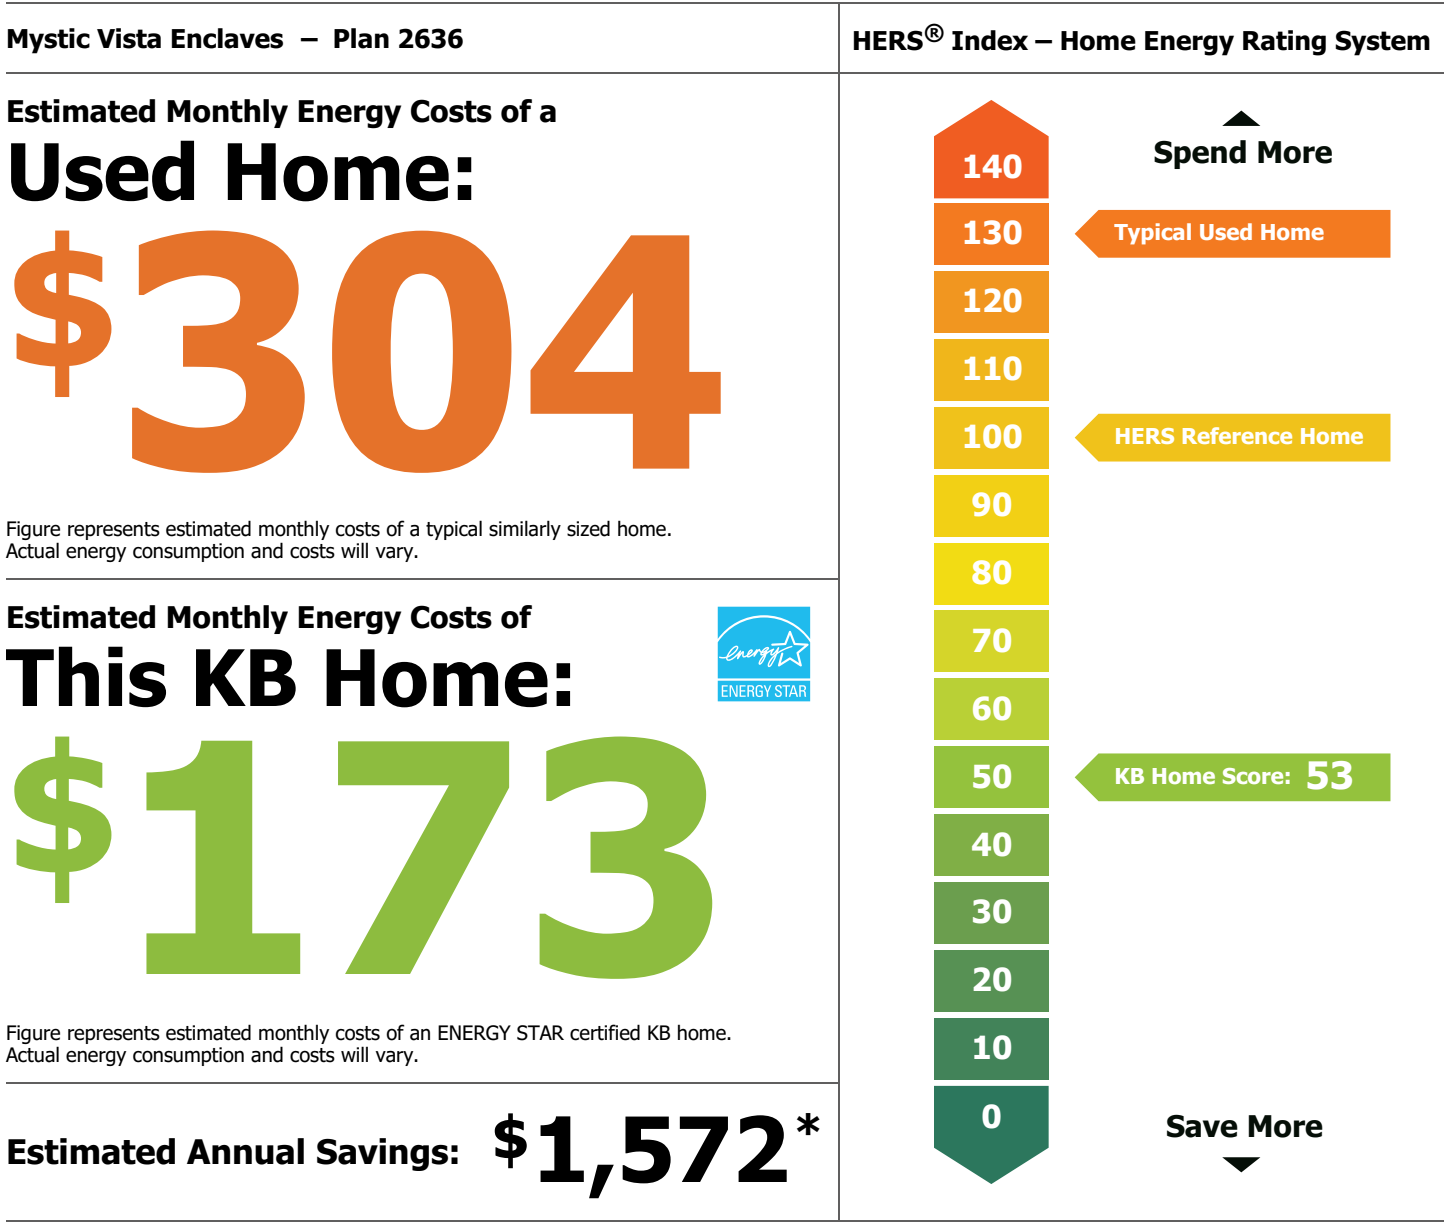 Mystic Vista Enclaves – Plan 2636
Estimated Monthly Energy Costs of a
Used Home:
$304
Figure represents estimated monthly costs of a typical similarly sized home.
Actual energy consumption and costs will vary.
Estimated Monthly Energy Costs of
This KB Home:
energy
ENERGY STAR
$173
Figure represents estimated monthly costs of an ENERGY STAR certified KB home.
Actual energy consumption and costs will vary.
Estimated Annual Savings: $1,572*
HERS® Index – Home Energy Rating System
Spend More
140
130 Typical Used Home
120
110
100 HERS Reference Home
90
80
70
60
50 KB Home Score: 53
40
30
20
10
0
Save More